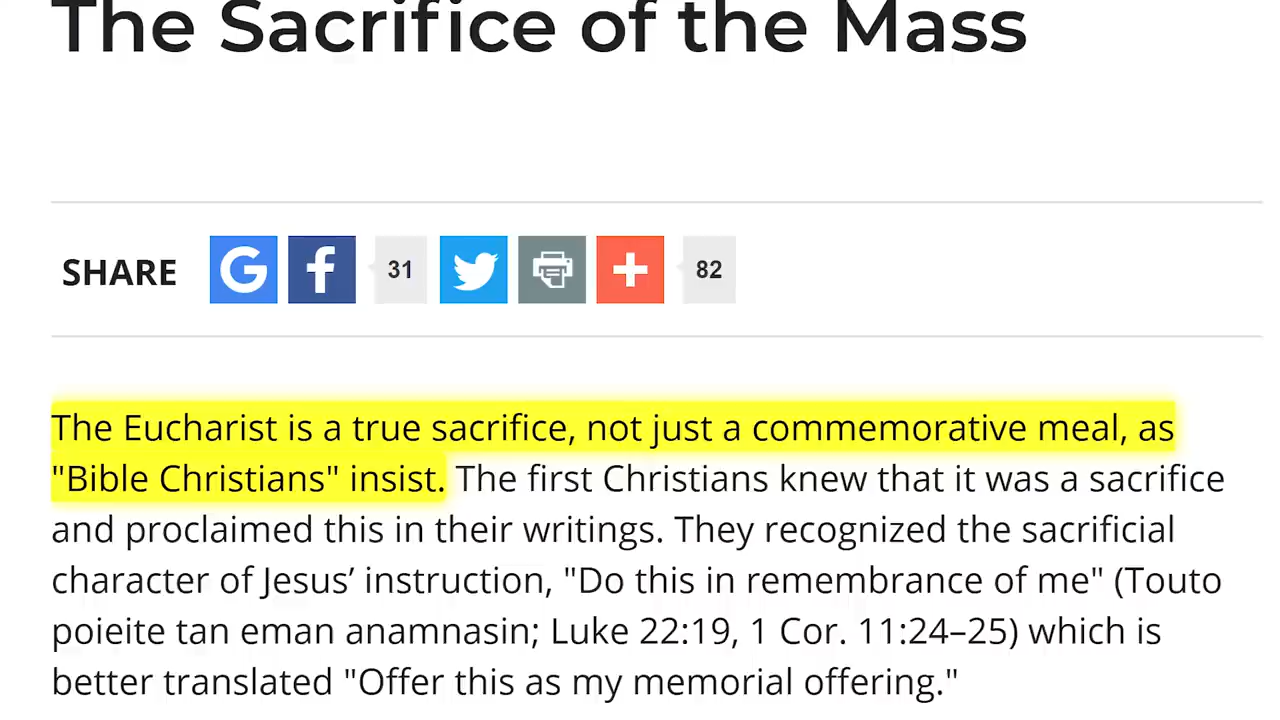 The Sacrifice of the Mass
SHARE
31
82
The Eucharist is a true sacrifice, not just a commemorative meal, as
"Bible Christians" insist. The first Christians knew that it was a sacrifice
and proclaimed this in their writings. They recognized the sacrificial
character of Jesus’ instruction, "Do this in remembrance of me" (Touto
poieite tan eman anamnasin; Luke 22:19, 1 Cor. 11:24–25) which is
better translated "Offer this as my memorial offering."